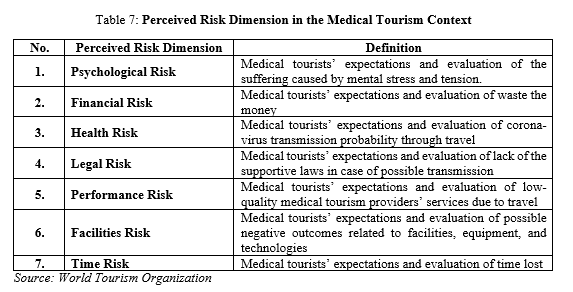 Table 7: Perceived Risk Dimension in the Medical Tourism Context
No. Perceived Risk Dimension Definition
1. Psychological Risk Medical tourists' expectations and evaluation of the
suffering caused by mental stress and tension.
2. Financial Risk Medical tourists' expectations and evaluation of waste the
money
3. Health Risk Medical tourists' expectations and evaluation of corona-
virus transmission probability through travel
4. Legal Risk Medical tourists' expectations and evaluation of lack of the
supportive laws in case of possible transmission
5. Performance Risk Medical tourists' expectations and evaluation of low-
quality medical tourism providers' services due to travel
6. Facilities Risk Medical tourists' expectations and evaluation of possible
negative outcomes related to facilities, equipment, and
technologies
7. Time Risk Medical tourists' expectations and evaluation of time lost
Source: World Tourism Organization